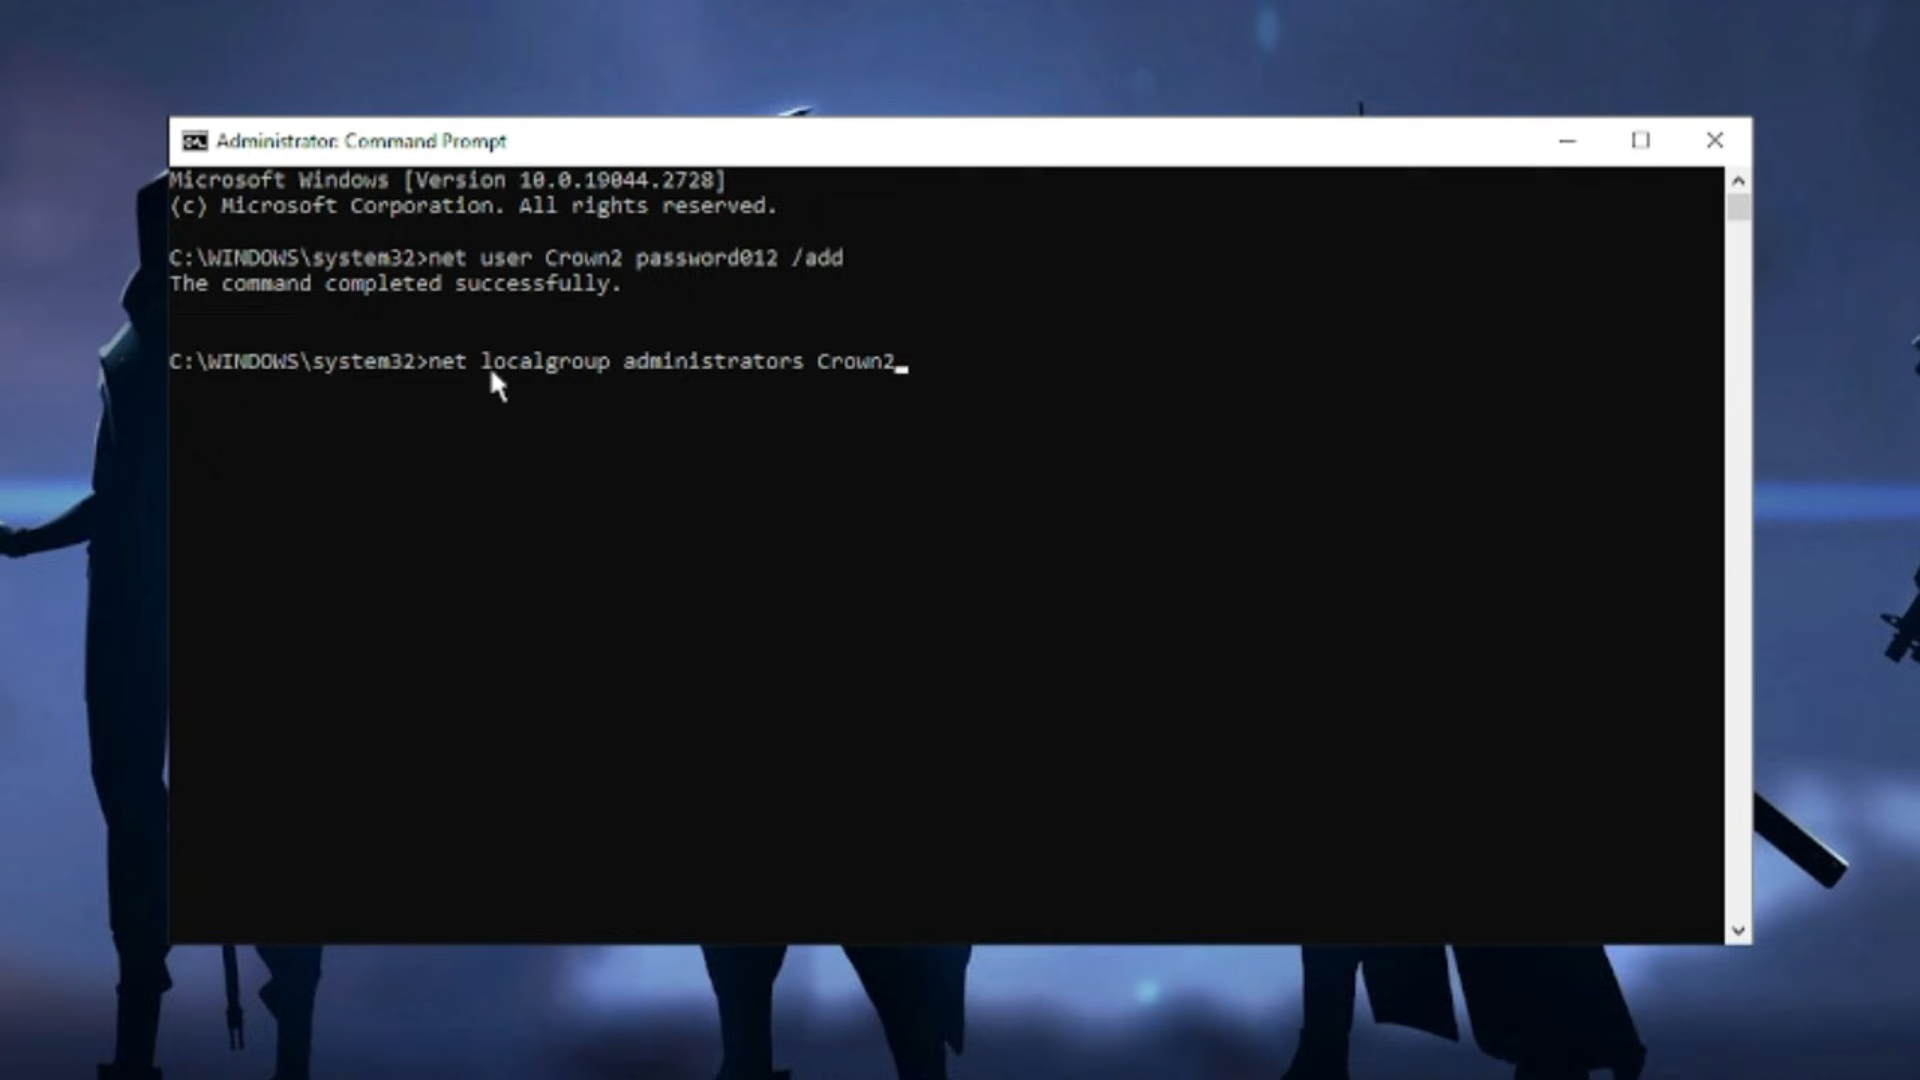 Administrator: Command Prompt
Microsoft Windows [Version 10.0.19044.2728]
(c) Microsoft Corporation. All rights reserved.
C:\WINDOWS\system32>net user Crown2 password012 /add
The command completed successfully.
C:\WINDOWS\system32>net localgroup administrators Crown2